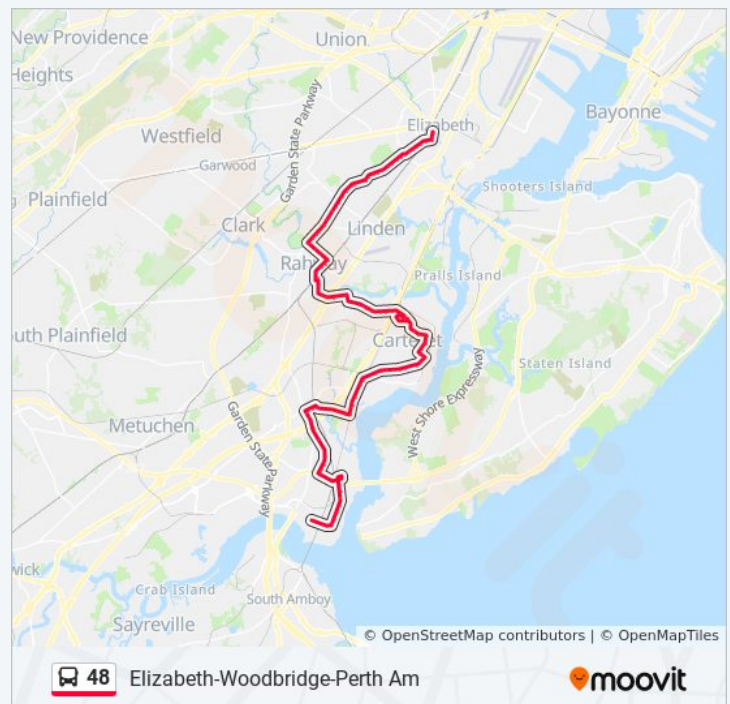 New Providence
Union
Heights
Elizabeth
Bayonne
Garden State Parkway
Westfield
Garwood
Shooters Island
Plainfield
Clark
Linden
Rahway
Pralls Island
outh Plainfield
Carteret
Staten Island
West Shore Expressway
Metuchen
Garden State Parkway
wick
Crab Island
South Amboy
Sayreville
© OpenStreetMap contributors | © OpenMapTiles
48 Elizabeth-Woodbridge-Perth Am
moovit